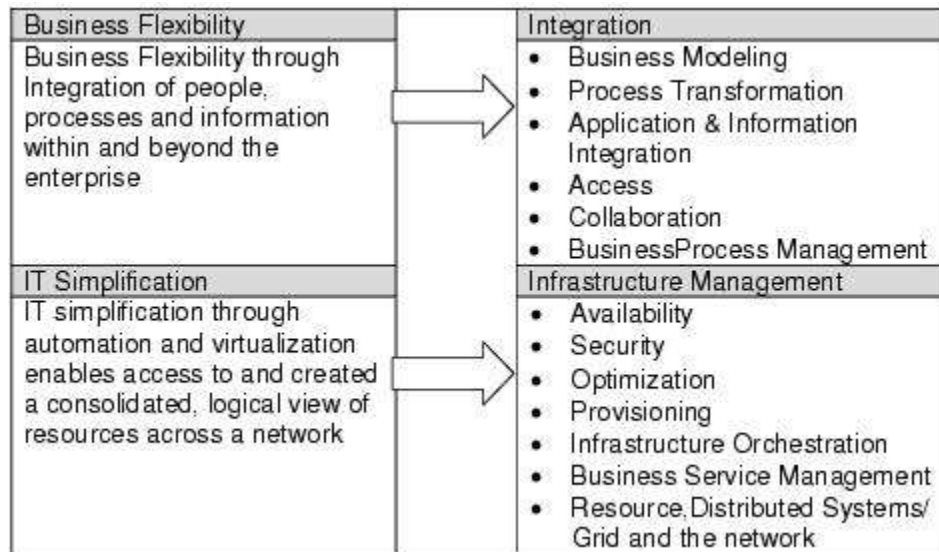 Business Flexibility
Business Flexibility through
Integration of people,
processes and information
within and beyond the
enterprise
Integration
• Business Modeling
• Process Transformation
• Application & Information
Integration
• Access
• Collaboration
• BusinessProcess Management
IT Simplification
IT simplification through
automation and virtualization
enables access to and created
a consolidated, logical view of
resources across a network
Infrastructure Management
• Availability
• Security
• Optimization
• Provisioning
• Infrastructure Orchestration
• Business Service Management
• Resource,Distributed Systems/
Grid and the network